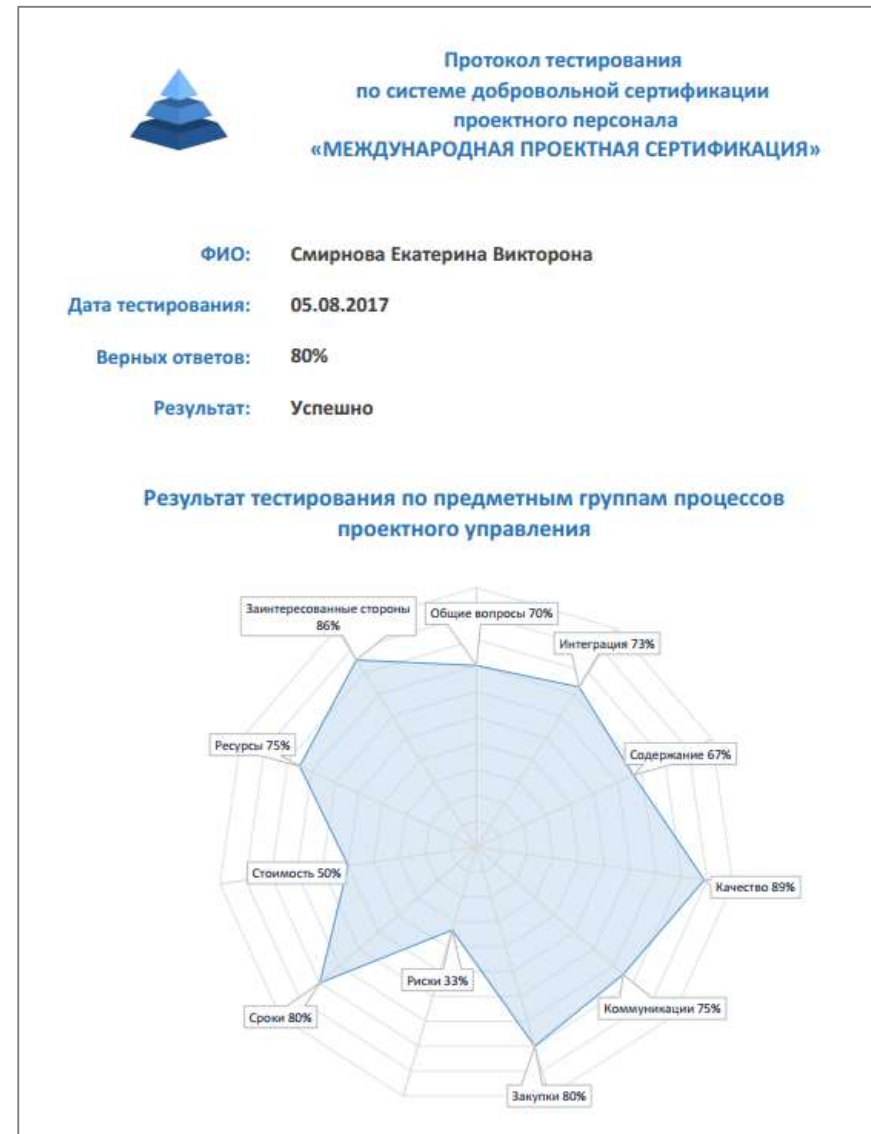 Протокол тестирования
по системе добровольной сертификации
проектного персонала
«МЕЖДУНАРОДНАЯ ПРОЕКТНАЯ СЕРТИФИКАЦИЯ»
ФИО: Смирнова Екатерина Викторона
Дата тестирования: 05.08.2017
Верных ответов: 80%
Результат: Успешно
Результат тестирования по предметным группам процессов
проектного управления
Заинтересованные стороны
86%
Общие вопросы 70%
Интеграция 73%
Ресурсы 75%
Содержание 67%
Стоимость 50%
Качество 89%
Риски 33%
Коммуникации 75%
Сроки 80%
Закупки 80%